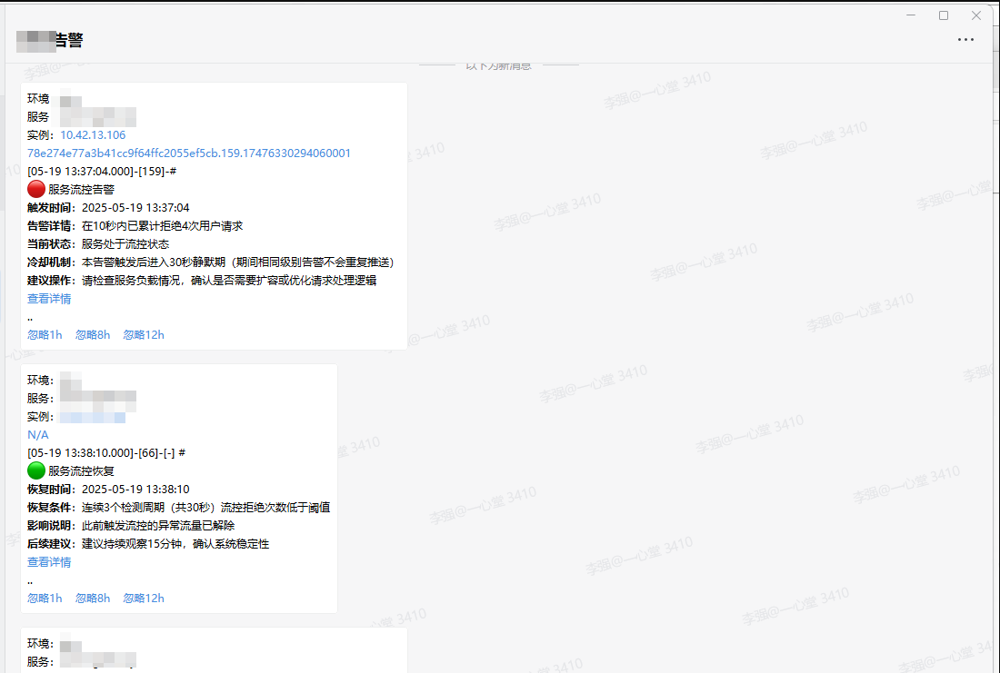 告警
以下为新消息
环境
服务
实例：10.42.13.106
78e274e77a3b41cc9f64ffc2055ef5cb.159.17476330294060001
[05-19 13:37:04.000]-[159]-#
服务流控告警
触发时间：2025-05-19 13:37:04
告警详情：在10秒内已累计拒绝4次用户请求
当前状态：服务处于流控状态
冷却机制：本告警触发后进入30秒静默期（期间相同级别告警不会重复推送）
建议操作：请检查服务负载情况，确认是否需要扩容或优化请求处理逻辑
查看详情
..
忽略1h 忽略8h 忽略12h
环境：
服务：
实例：
N/A
[05-19 13:38:10.000]-[66]-[-] #
服务流控恢复
恢复时间：2025-05-19 13:38:10
恢复条件：连续3个检测周期（共30秒）流控拒绝次数低于阈值
影响说明：此前触发流控的异常流量已解除
后续建议：建议持续观察15分钟，确认系统稳定性
查看详情
..
忽略1h 忽略8h 忽略12h
环境：
服务：
李强@一心堂 3410